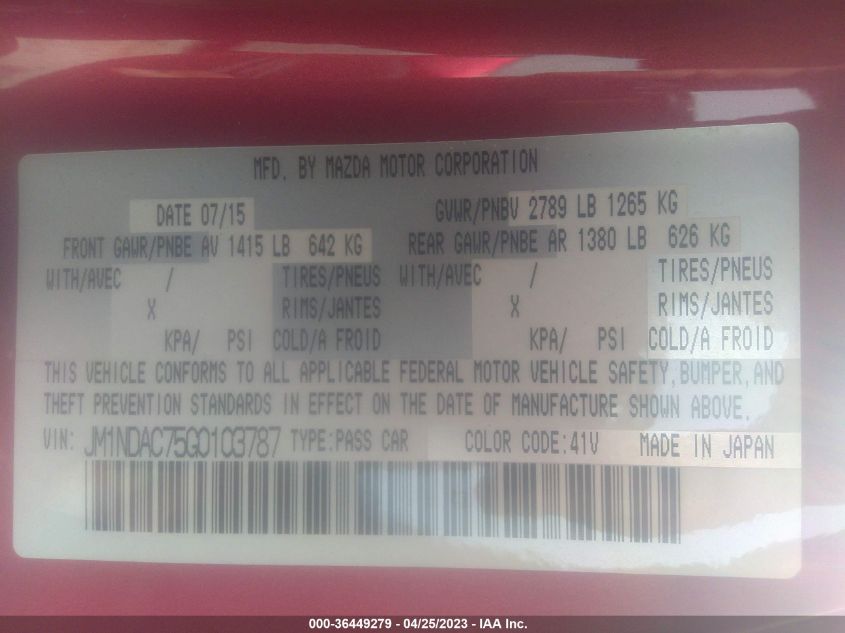 MFD. BY MAZDA MOTOR CORPORATION
DATE 07/15 GVWR/PNBV 2789 LB 1265 KG
FRONT GAWR/PNBE AV 1415 LB 642 KG REAR GAWR/PNBE AR 1380 LB 626 KG
WITH/AVEC / TIRES/PNEUS WITH/AVEC / TIRES/PNEUS
X RIMS/JANTES X RIMS/JANTES
KPA/ PSI COLD/A FROID KPA/ PSI COLD/A FROID
THIS VEHICLE CONFORMS TO ALL APPLICABLE FEDERAL MOTOR VEHICLE SAFETY, BUMPER, AND
THEFT PREVENTION STANDARDS IN EFFECT ON THE DATE OF MANUFACTURE SHOWN ABOVE.
VIN: JM1NDAC75G0103787 TYPE:PASS CAR COLOR CODE:41V MADE IN JAPAN
000-36449279 - 04/25/2023 - IAA Inc.